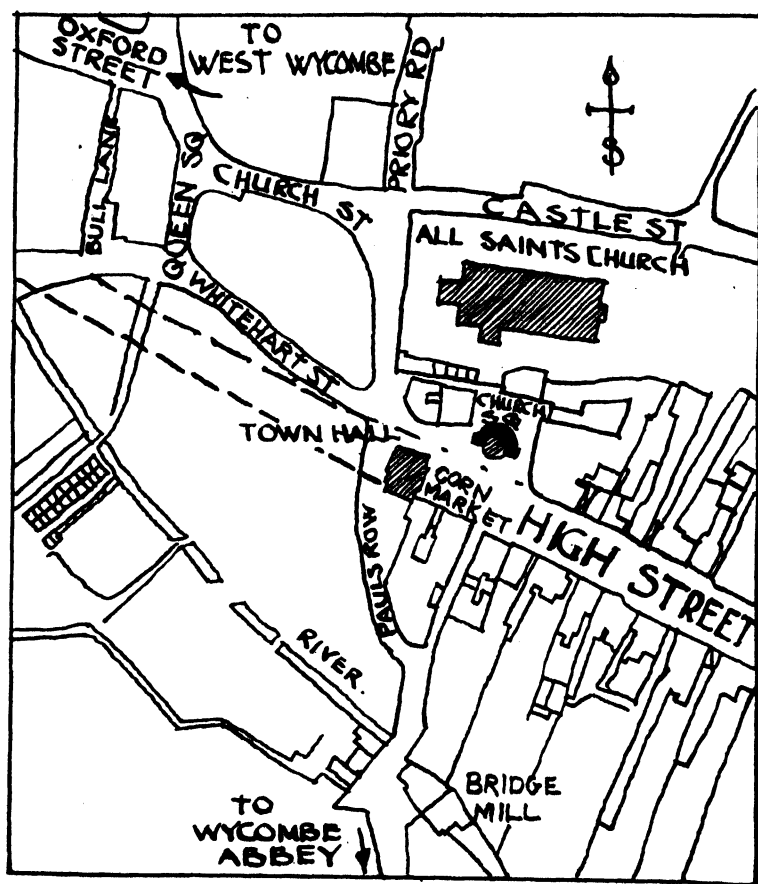 OXFORD
STREET
TO
WEST WYCOMBE
PRIORY RD
S
BULL LANE
QUEEN SQ
CHURCH ST
CASTLE ST
ALL SAINTS CHURCH
WHITEHART ST
CHURCH
SQ
TOWN HALL
CORN
MARKET
HIGH STREET
PAULS ROW
RIVER.
BRIDGE
MILL
TO
WYCOMBE
ABBEY